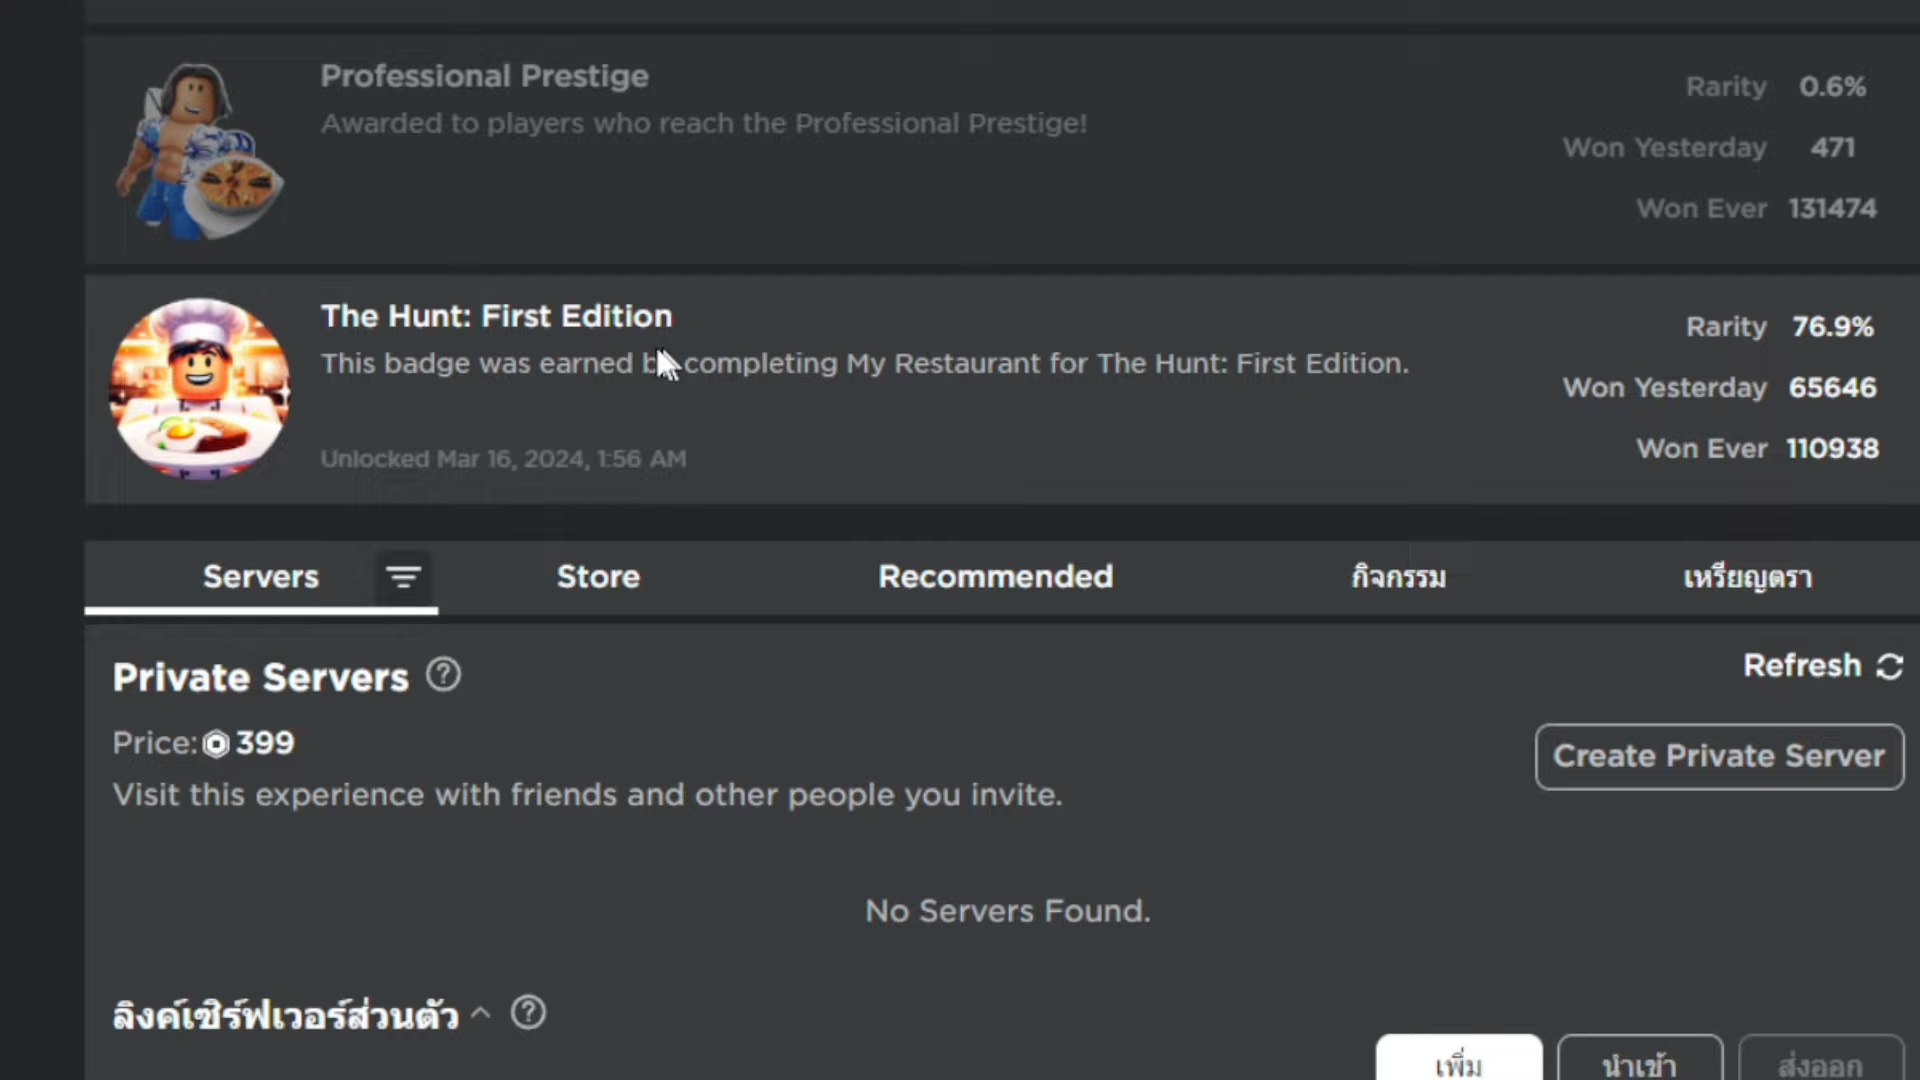 Professional Prestige
Awarded to players who reach the Professional Prestige!
Rarity 0.6%
Won Yesterday 471
Won Ever 131474
The Hunt: First Edition
This badge was earned completing My Restaurant for The Hunt: First Edition.
Unlocked Mar 16, 2024, 1:56 AM
Rarity 76.9%
Won Yesterday 65646
Won Ever 110938
Servers Store Recommended กิจกรรม เหรียญตรา
Private Servers
Refresh
Price: 399
Create Private Server
Visit this experience with friends and other people you invite.
No Servers Found.
ลิงค์เซิร์ฟเวอร์ส่วนตัว
เพิ่ม นำเข้า ส่งออก